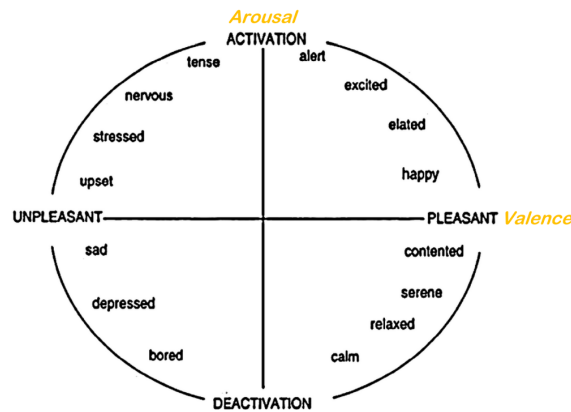 Arousal
ACTIVATION
tense
alert
nervous
excited
stressed
elated
upset
happy
UNPLEASANT
PLEASANT Valence
sad
contented
depressed
serene
relaxed
bored
calm
DEACTIVATION